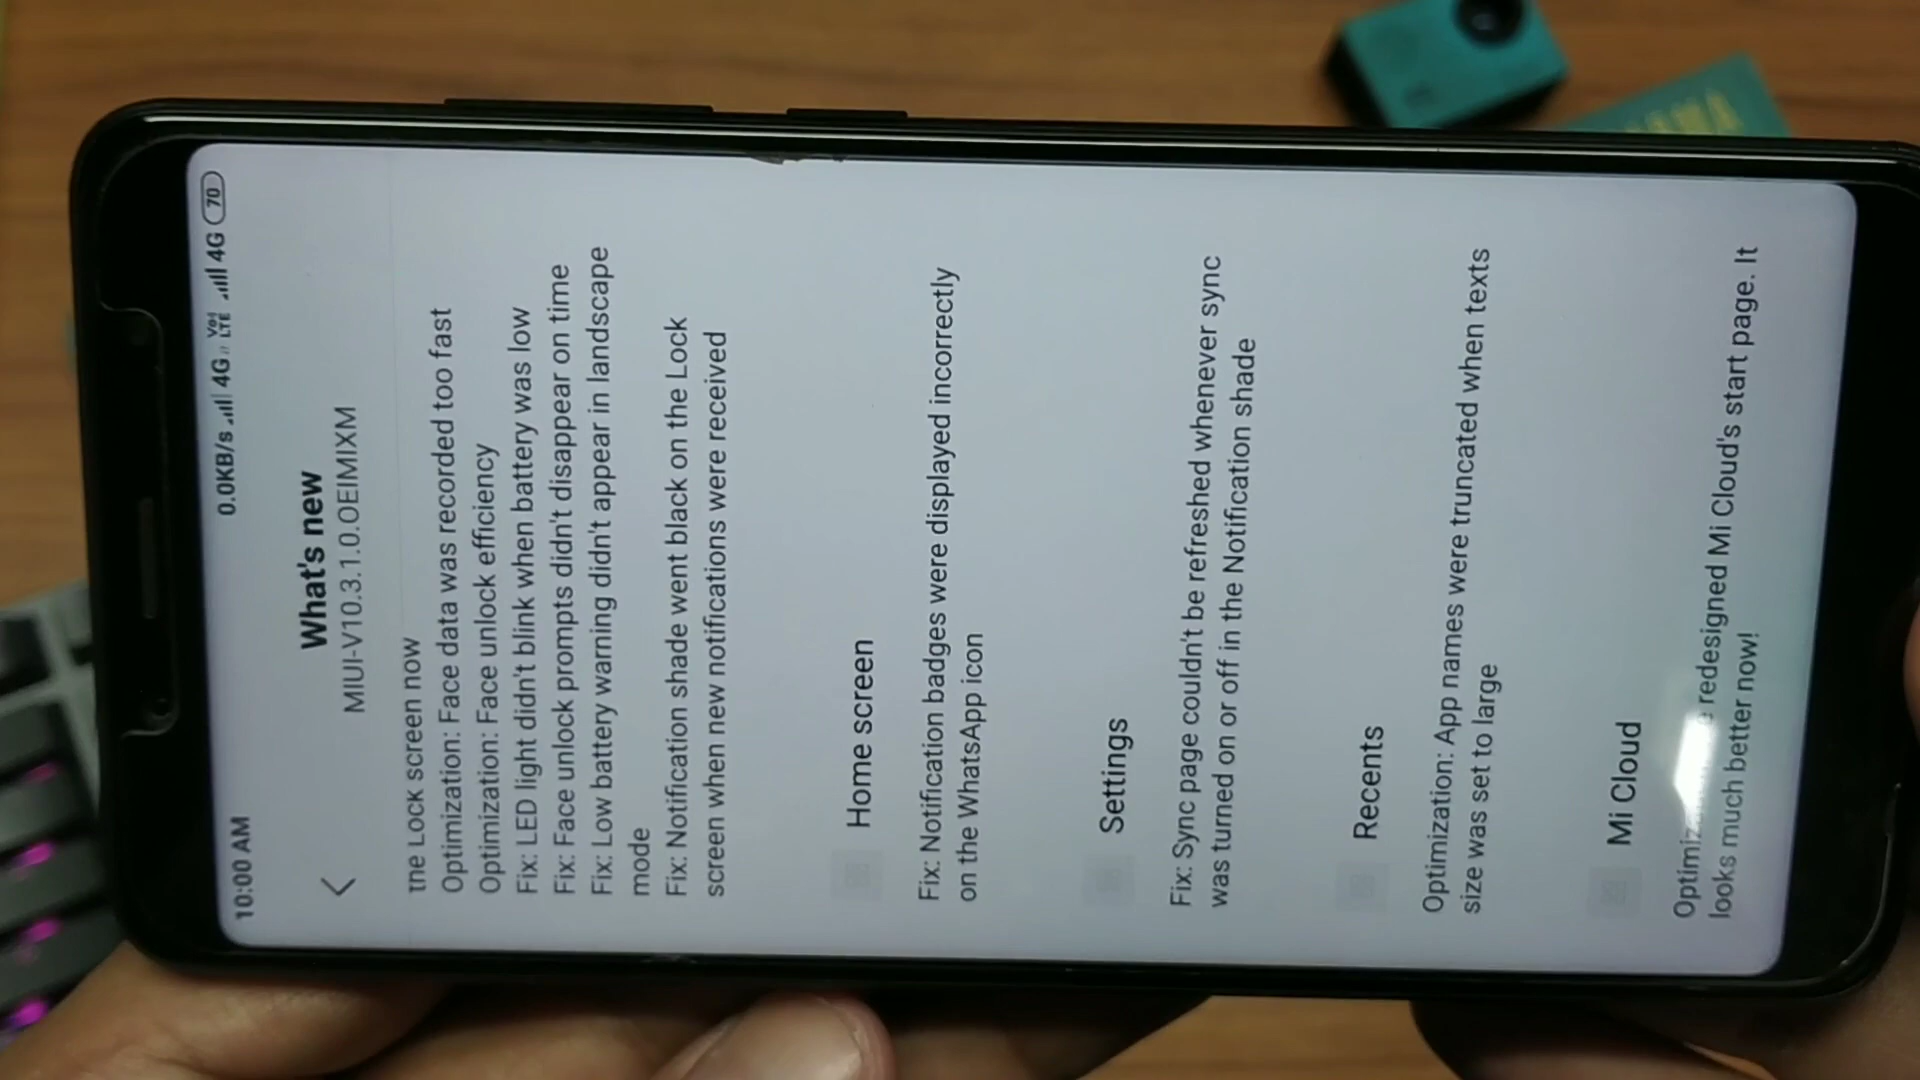 10:00 AM 0.0KB/s 4G VoLTE 4G 70
What's new
MIUI-V10.3.1.0.OEIMIXM
the Lock screen now
Optimization: Face data was recorded too fast
Optimization: Face unlock efficiency
Fix: LED light didn't blink when battery was low
Fix: Face unlock prompts didn't disappear on time
Fix: Low battery warning didn't appear in landscape
mode
Fix: Notification shade went black on the Lock
screen when new notifications were received
Home screen
Fix: Notification badges were displayed incorrectly
on the WhatsApp icon
Settings
Fix: Sync page couldn't be refreshed whenever sync
was turned on or off in the Notification shade
Recents
Optimization: App names were truncated when texts
size was set to large
Mi Cloud
redesigned Mi Cloud's start page. It
looks much better now!